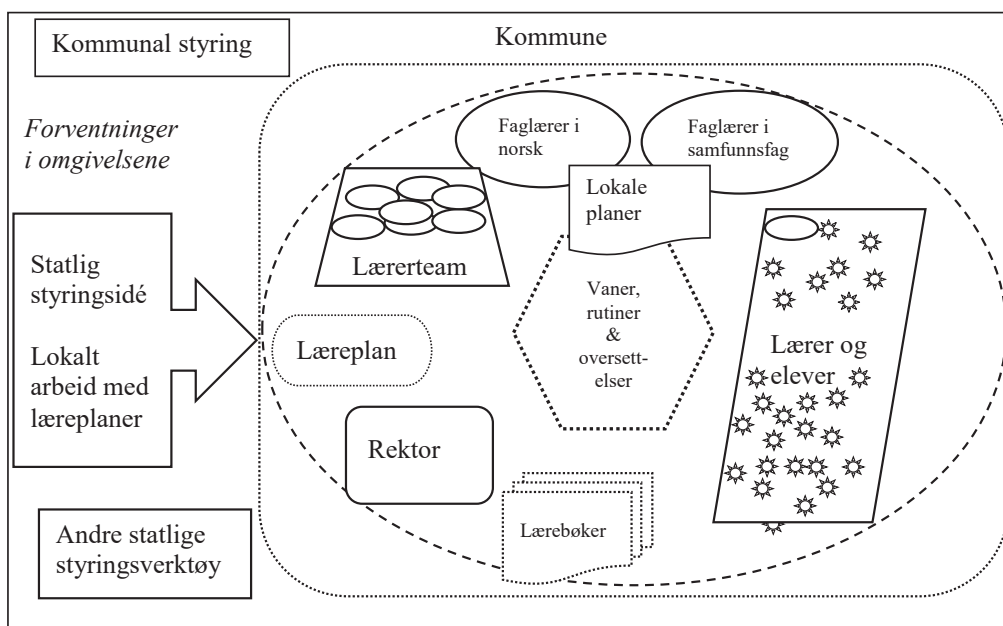 Kommunal styring
Kommune
Forventninger
i omgivelsene
Faglærer i
norsk
Faglærer i
samfunnsfag
Lokale
planer
Lærerteam
Statlig
styringsidé
Lokalt
arbeid med
læreplaner
Vaner,
rutiner
&
oversett-
elser
Lærer og
elever
Læreplan
Rektor
Lærebøker
Andre statlige
styringsverktøy